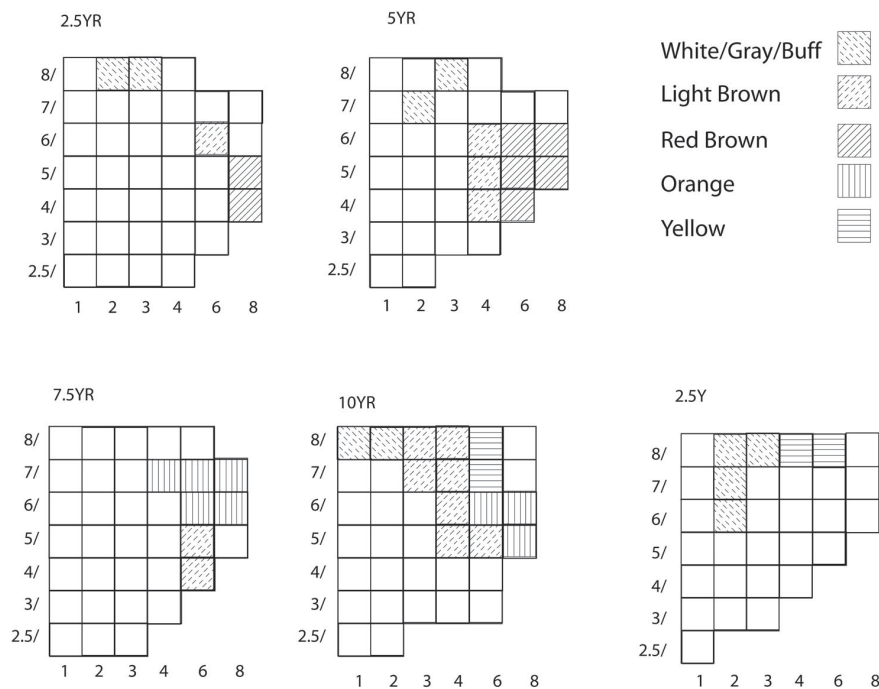 2.5YR
8/
7/
6/
5/
4/
3/
2.5/
1 2 3 4 6 8
5YR
8/
7/
6/
5/
4/
3/
2.5/
1 2 3 4 6 8
White/Gray/Buff
Light Brown
Red Brown
Orange
Yellow
7.5YR
8/
7/
6/
5/
4/
3/
2.5/
1 2 3 4 6 8
10YR
8/
7/
6/
5/
4/
3/
2.5/
1 2 3 4 6 8
2.5Y
8/
7/
6/
5/
4/
3/
2.5/
1 2 3 4 6 8